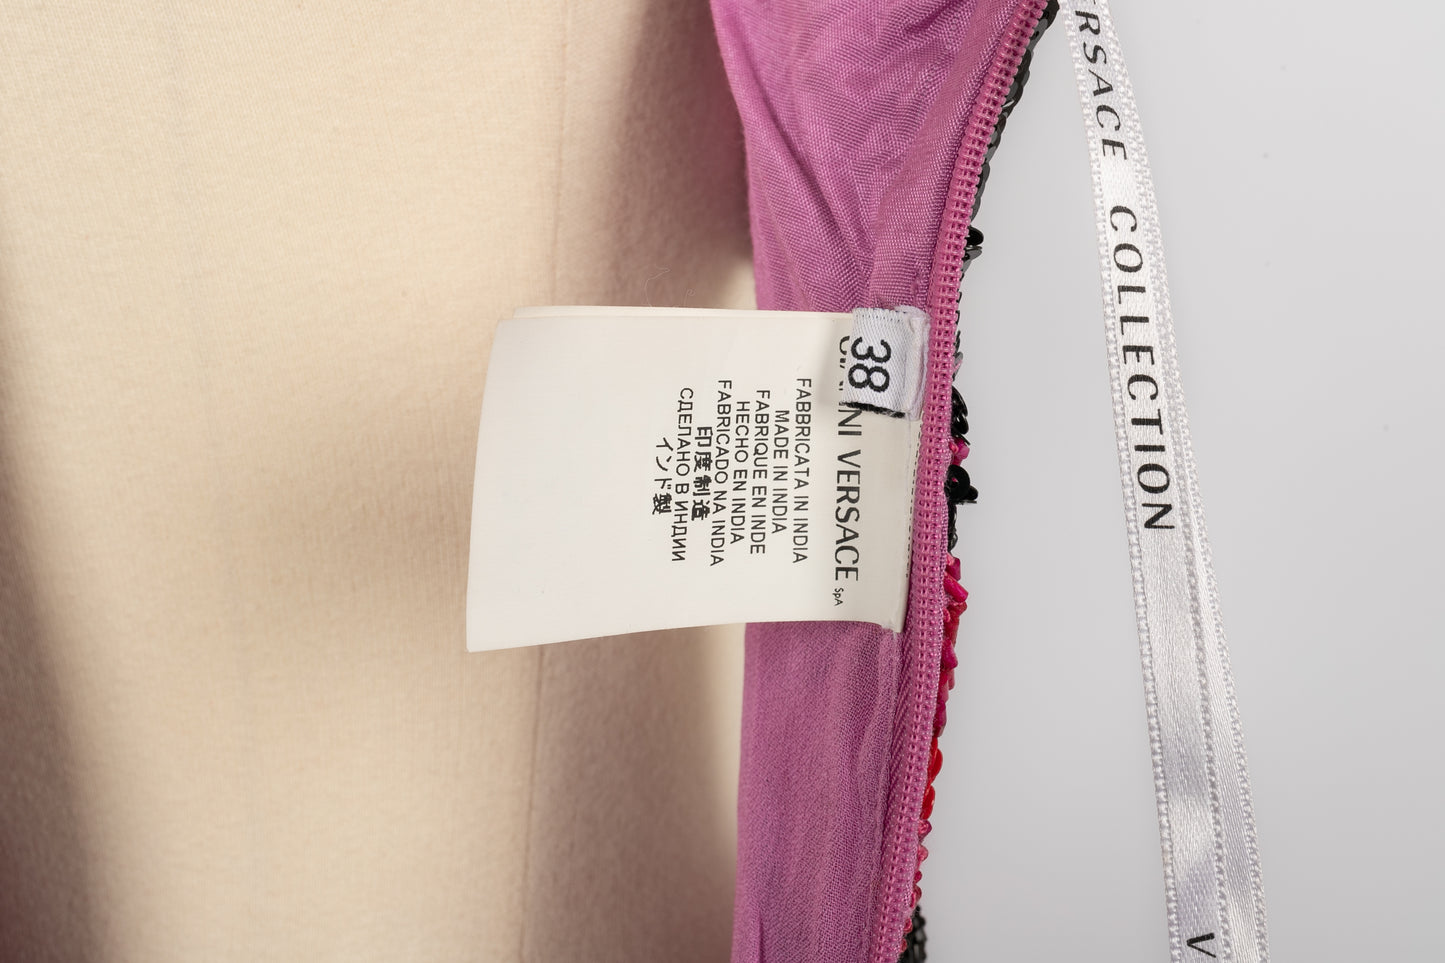 38
NI VERSACE SpA
FABBRICATA IN INDIA
MADE IN INDIA
FABRIQUE EN INDE
HECHO EN INDIA
FABRICADO NA INDIA
印度制造
СДЕЛАНО В ИНДИИ
インド製
RSACE COLLECTION
V